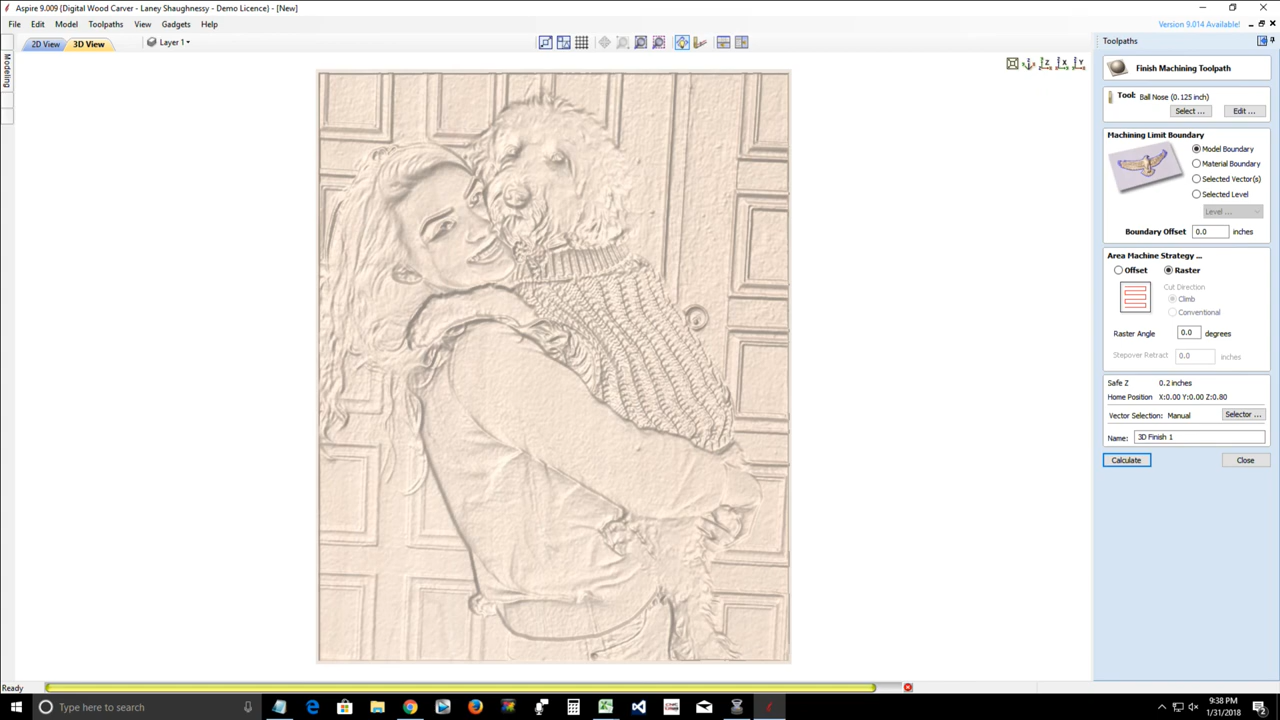 Aspire 9.009 (Digital Wood Carver - Laney Shaughnessy - Demo Licence) - [New]
File Edit Model Toolpaths View Gadgets Help
Version 9.014 Available!
2D View 3D View Layer 1
Modeling
Z X Y
Toolpaths
Finish Machining Toolpath
Tool: Ball Nose (0.125 inch)
Select ... Edit ...
Machining Limit Boundary
Model Boundary
Material Boundary
Selected Vector(s)
Selected Level
Level ...
Boundary Offset 0.0 inches
Area Machine Strategy ...
Offset Raster
Cut Direction
Climb
Conventional
Raster Angle 0.0 degrees
Stepover Retract 0.0 inches
Safe Z 0.2 inches
Home Position X:0.00 Y:0.00 Z:0.80
Vector Selection: Manual Selector ...
Name: 3D Finish 1
Calculate Close
Ready
Type here to search
9:38 PM
1/31/2018
2